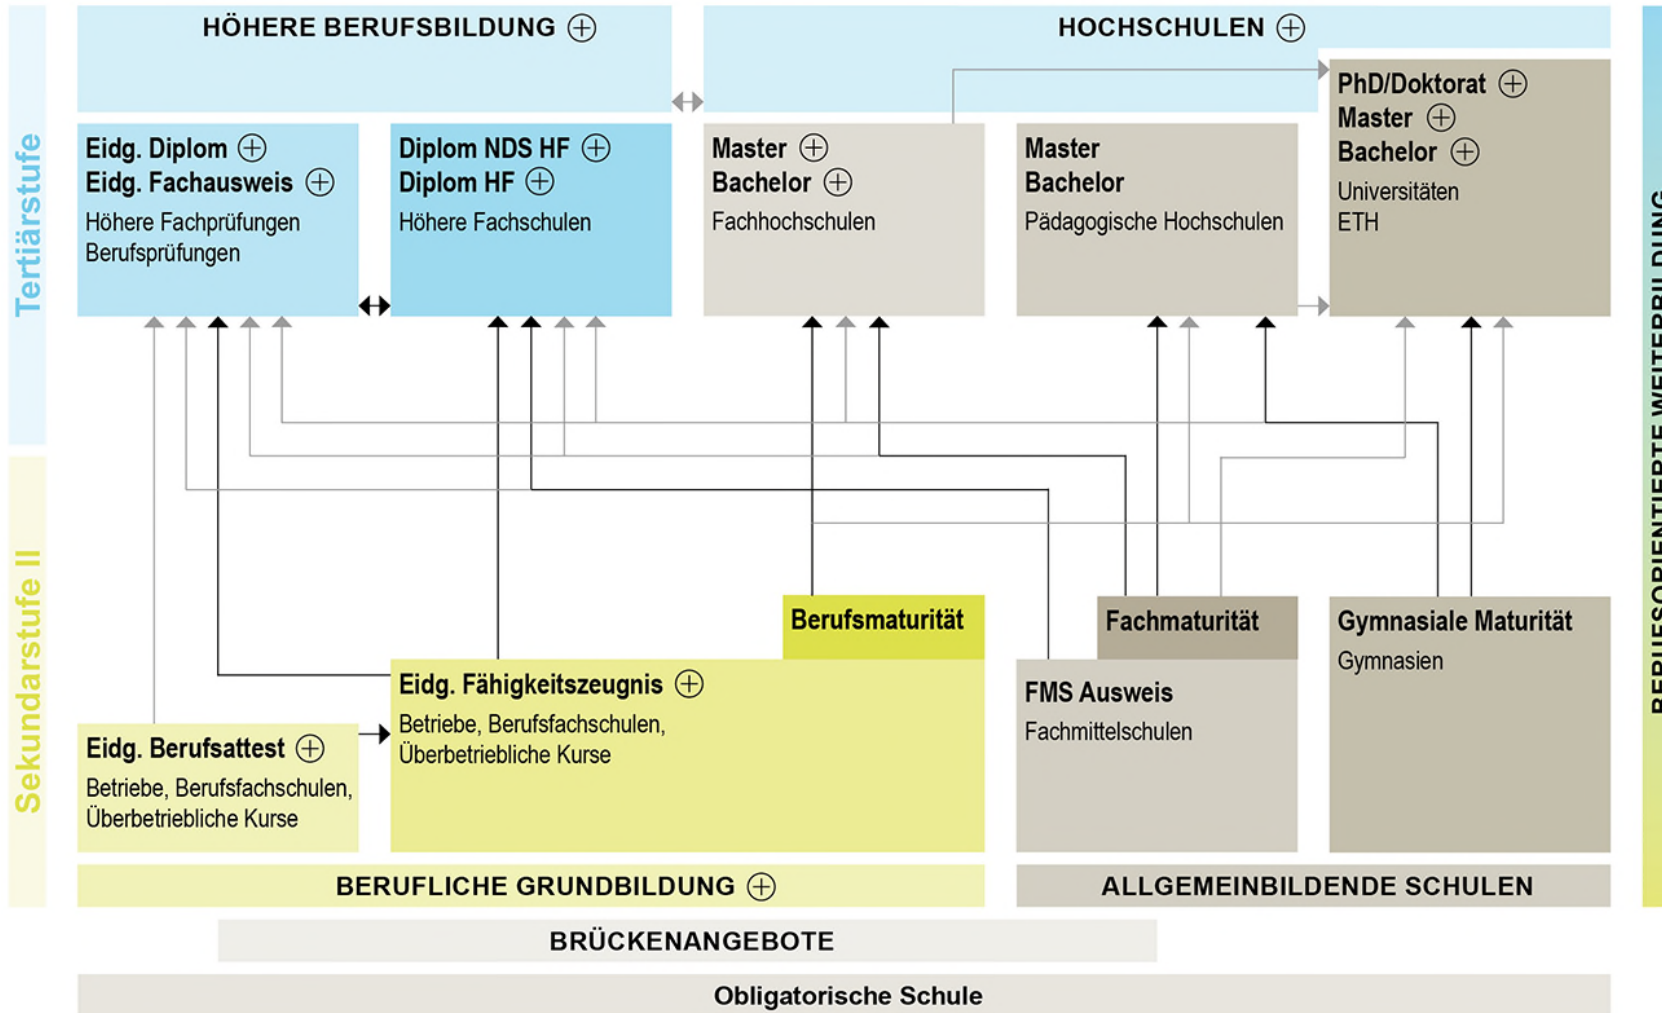 HÖHERE BERUFSBILDUNG
HOCHSCHULEN
Tertiärstufe
Eidg. Diplom
Eidg. Fachausweis
Höhere Fachprüfungen
Berufsprüfungen
Diplom NDS HF
Diplom HF
Höhere Fachschulen
Master
Bachelor
Fachhochschulen
Master
Bachelor
Pädagogische Hochschulen
PhD/Doktorat
Master
Bachelor
Universitäten
ETH
Sekundarstufe II
Eidg. Berufsattest
Betriebe, Berufsfachschulen,
Überbetriebliche Kurse
Berufsmaturität
Eidg. Fähigkeitszeugnis
Betriebe, Berufsfachschulen,
Überbetriebliche Kurse
Fachmaturität
FMS Ausweis
Fachmittelschulen
Gymnasiale Maturität
Gymnasien
BERUFLICHE GRUNDBILDUNG
ALLGEMEINBILDENDE SCHULEN
BRÜCKENANGEBOTE
Obligatorische Schule
BERUFSORIENTIERTE WEITERBILDUNG